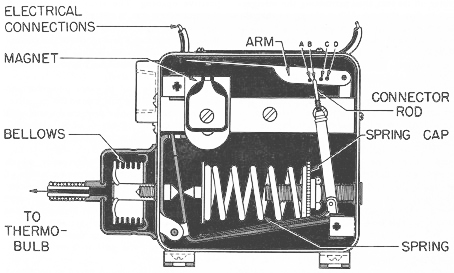 ELECTRICAL
CONNECTIONS
MAGNET
ARM
A B C D
CONNECTOR
ROD
BELLOWS
SPRING CAP
TO
THERMO-
BULB
SPRING